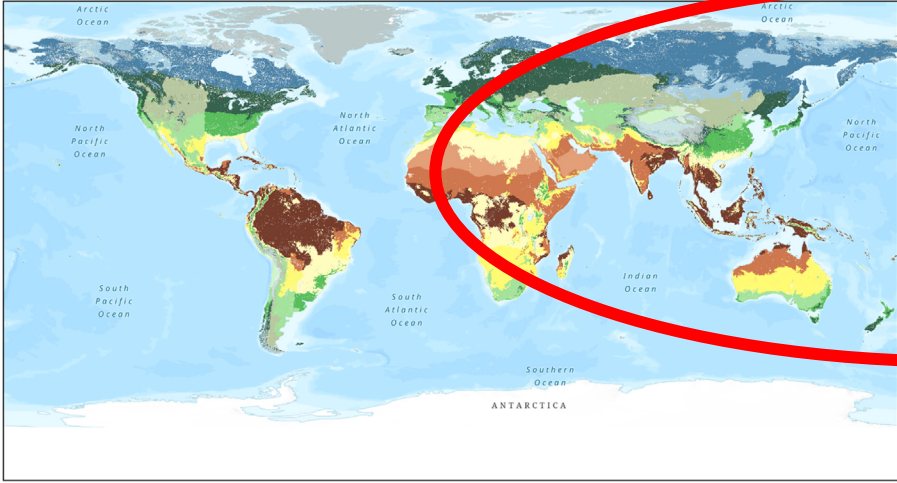 Arctic
Ocean
Arctic
Ocean
North
Pacific
Ocean
North
Atlantic
Ocean
North
Pacific
Ocean
South
Pacific
Ocean
South
Atlantic
Ocean
Indian
Ocean
Southern
Ocean
ANTARCTICA